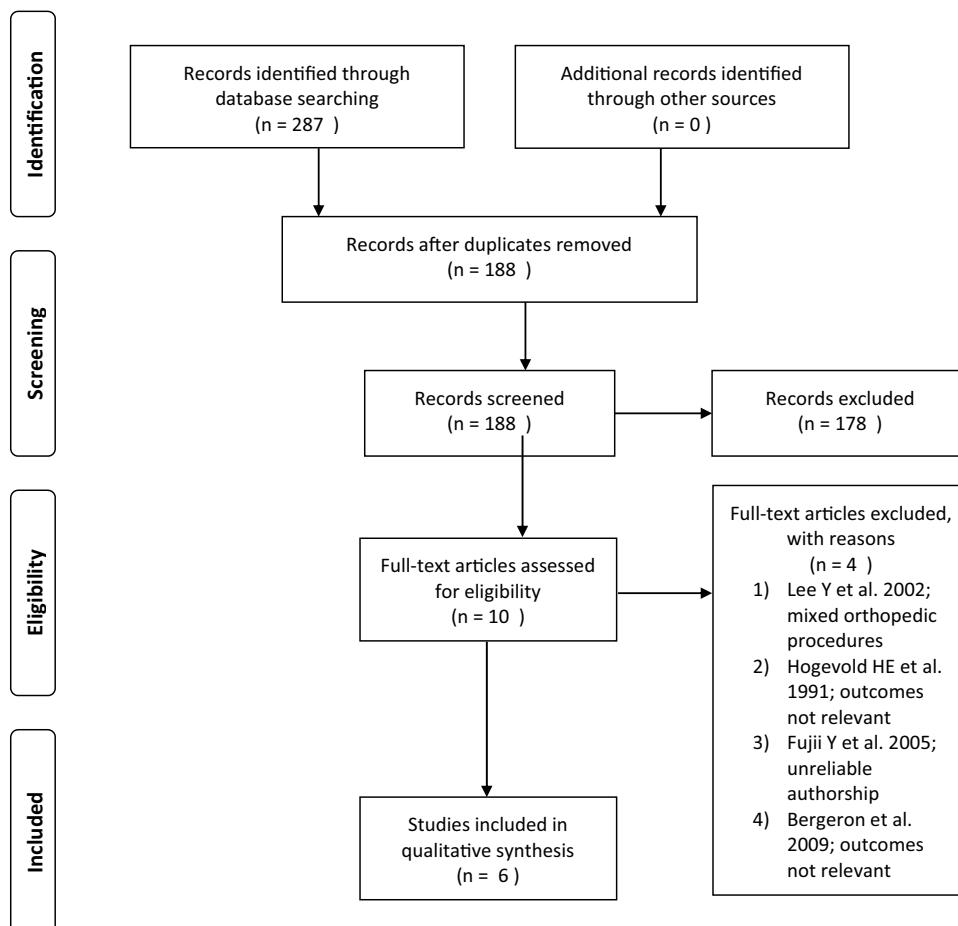 Identification
Records identified through
database searching
(n = 287 )
Additional records identified
through other sources
(n = 0 )
Screening
Records after duplicates removed
(n = 188 )
Records screened
(n = 188 )
Records excluded
(n = 178 )
Eligibility
Full-text articles assessed
for eligibility
(n = 10 )
Full-text articles excluded,
with reasons
(n = 4 )
1) Lee Y et al. 2002;
mixed orthopedic
procedures
2) Hogevold HE et al.
1991; outcomes
not relevant
3) Fujii Y et al. 2005;
unreliable
authorship
4) Bergeron et al.
2009; outcomes
not relevant
Included
Studies included in
qualitative synthesis
(n = 6 )